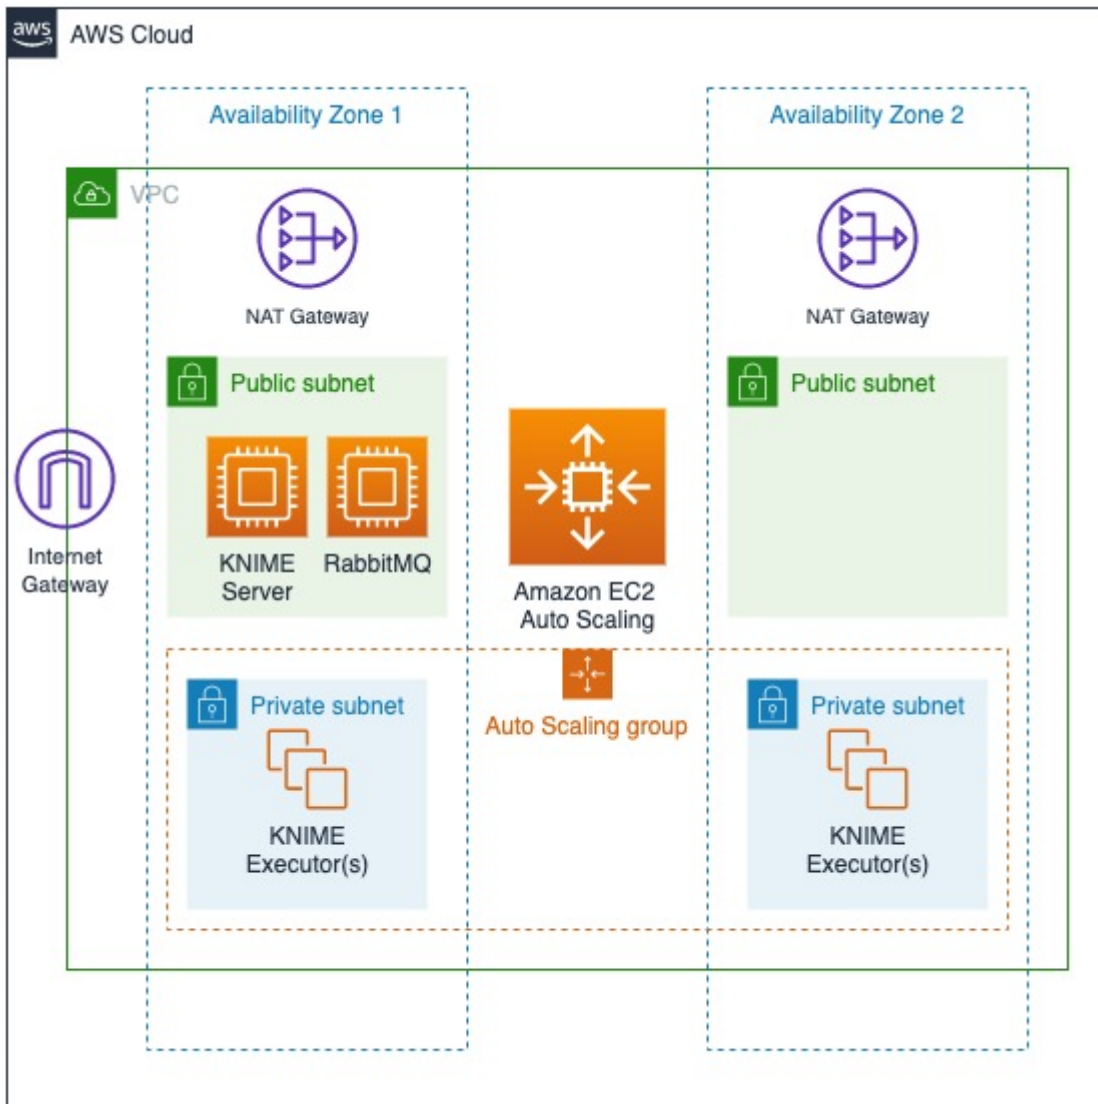 aws
AWS Cloud
Availability Zone 1
Availability Zone 2
VPC
NAT Gateway
NAT Gateway
Public subnet
Public subnet
Internet
Gateway
KNIME
Server
RabbitMQ
Amazon EC2
Auto Scaling
Auto Scaling group
Private subnet
KNIME
Executor(s)
Private subnet
KNIME
Executor(s)